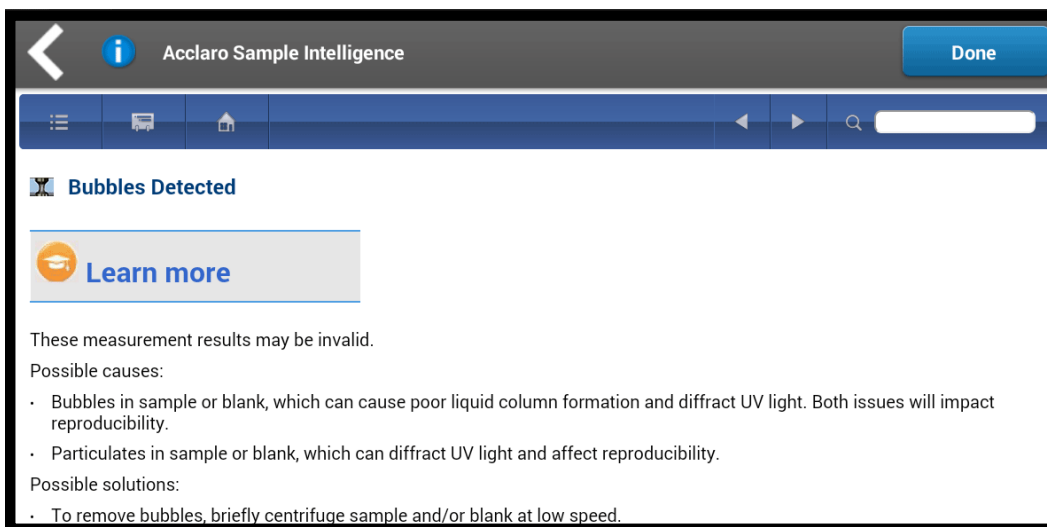 Acclaro Sample Intelligence
Done
Bubbles Detected
Learn more
These measurement results may be invalid.
Possible causes:
· Bubbles in sample or blank, which can cause poor liquid column formation and diffract UV light. Both issues will impact
reproducibility.
· Particulates in sample or blank, which can diffract UV light and affect reproducibility.
Possible solutions:
· To remove bubbles, briefly centrifuge sample and/or blank at low speed.